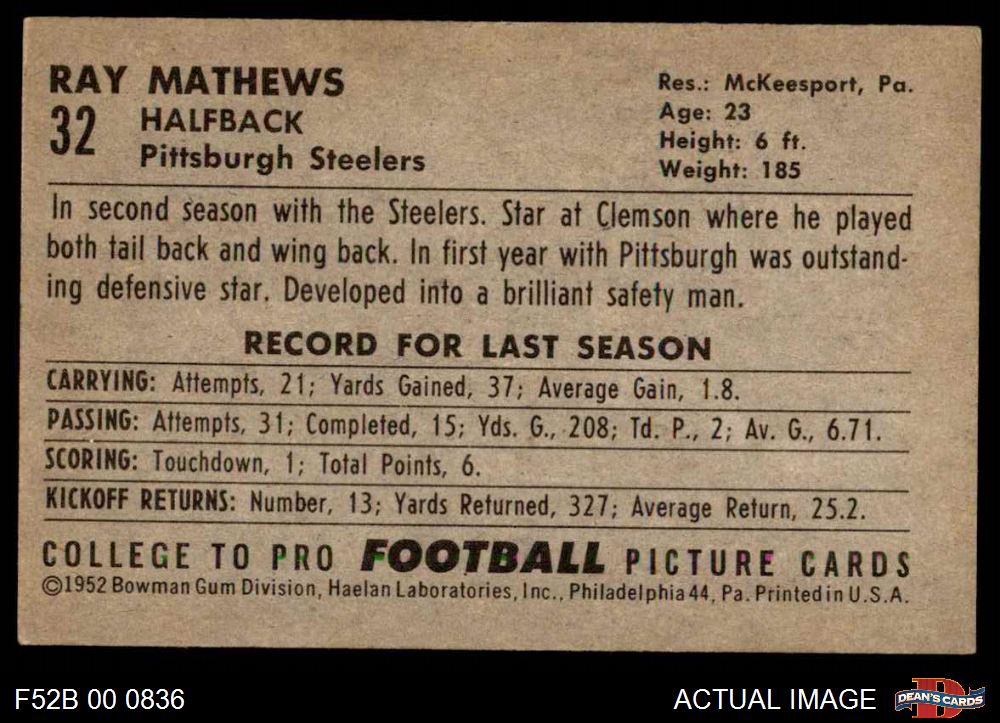 RAY MATHEWS
32 HALFBACK
Pittsburgh Steelers
Res.: McKeesport, Pa.
Age: 23
Height: 6 ft.
Weight: 185
In second season with the Steelers. Star at Clemson where he played
both tail back and wing back. In first year with Pittsburgh was outstand-
ing defensive star. Developed into a brilliant safety man.
RECORD FOR LAST SEASON
CARRYING: Attempts, 21; Yards Gained, 37; Average Gain, 1.8.
PASSING: Attempts, 31; Completed, 15; Yds. G., 208; Td. P., 2; Av. G., 6.71.
SCORING: Touchdown, 1; Total Points, 6.
KICKOFF RETURNS: Number, 13; Yards Returned, 327; Average Return, 25.2.
COLLEGE TO PRO FOOTBALL PICTURE CARDS
©1952 Bowman Gum Division, Haelan Laboratories, Inc., Philadelphia 44, Pa. Printed in U.S.A.
F52B 00 0836
ACTUAL IMAGE
D
DEAN'S CARDS